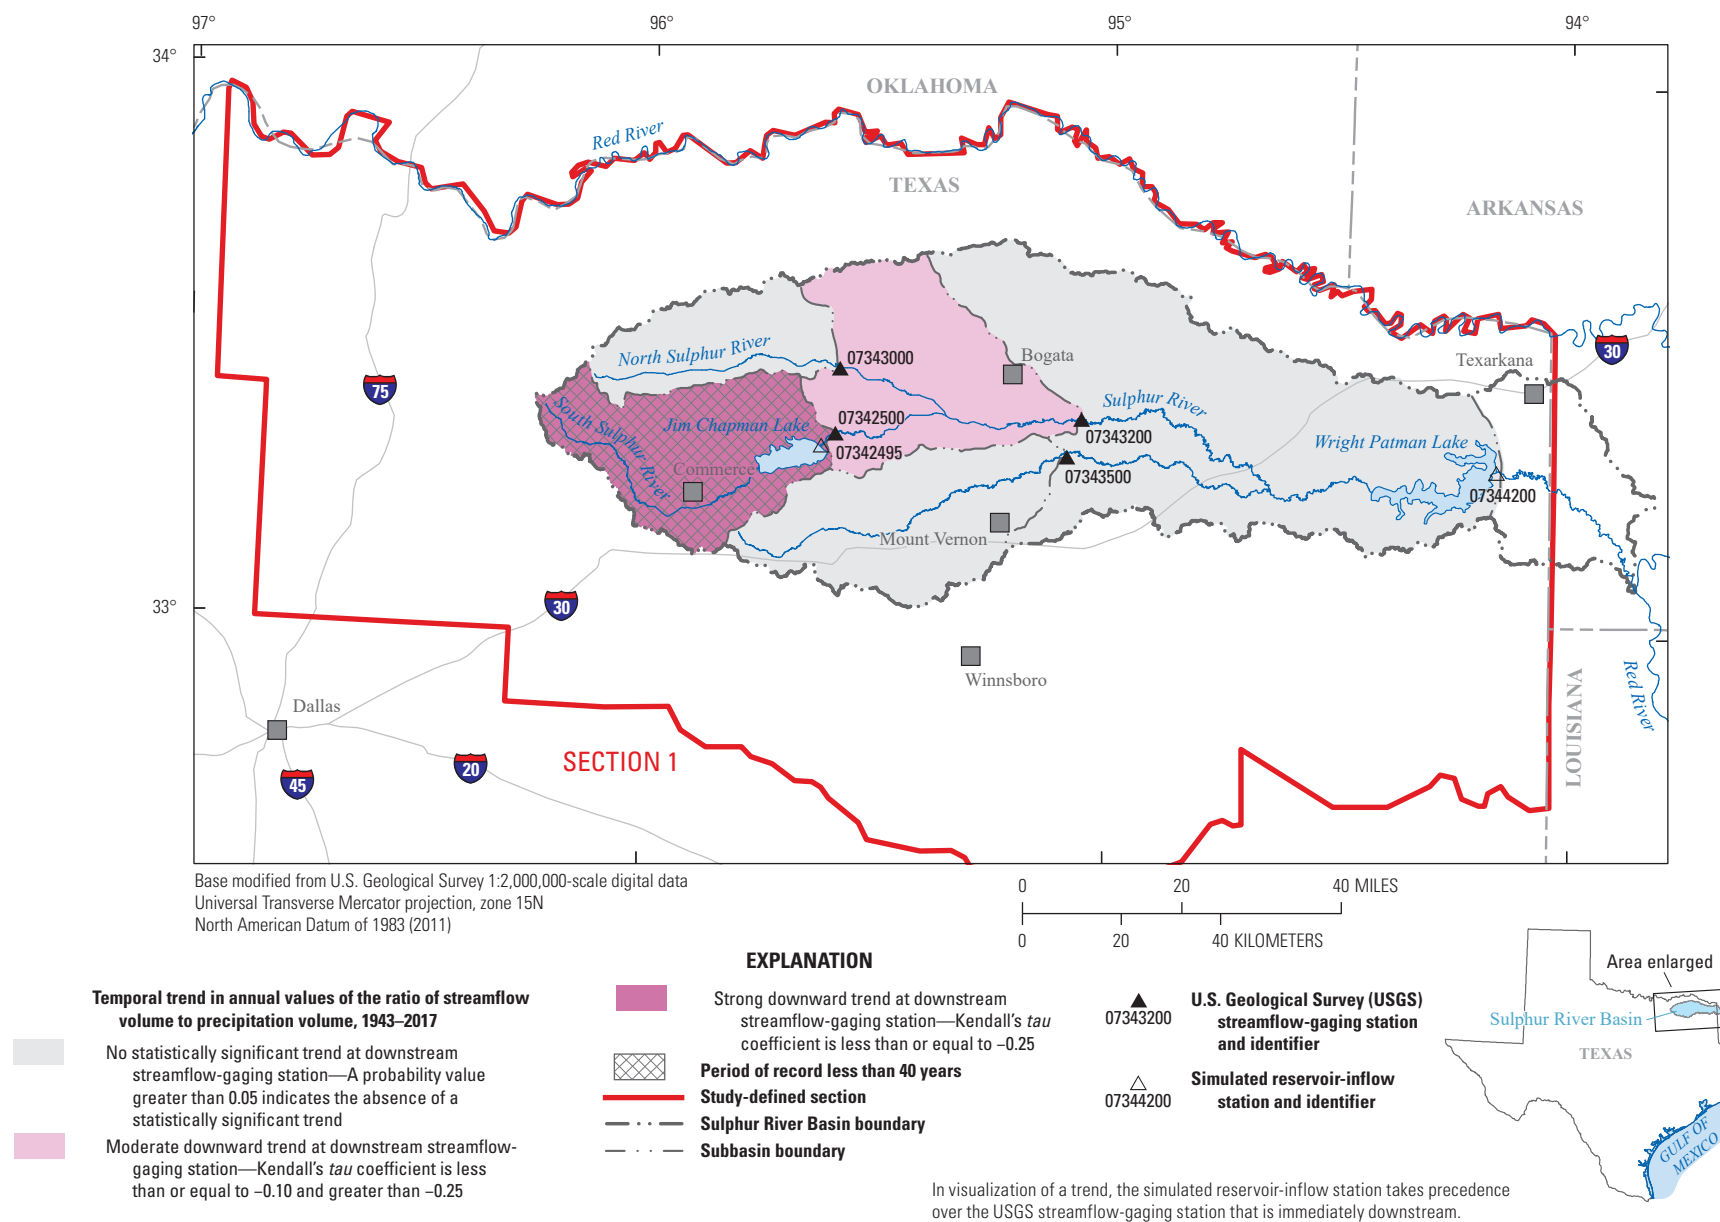 97°
96°
95°
94°
34°
OKLAHOMA
Red River
TEXAS
ARKANSAS
North Sulphur River
07343000
Bogata
Texarkana
30
75
South Sulphur River
Jim Chapman Lake
07342500
07342495
Sulphur River
07343200
Wright Patman Lake
Commerce
07343500
07344200
Mount Vernon
33°
30
Winnsboro
Red River
Dallas
LOUISIANA
SECTION 1
20
45
Base modified from U.S. Geological Survey 1:2,000,000-scale digital data
Universal Transverse Mercator projection, zone 15N
North American Datum of 1983 (2011)
0 20 40 MILES
0 20 40 KILOMETERS
EXPLANATION
Temporal trend in annual values of the ratio of streamflow
volume to precipitation volume, 1943–2017
No statistically significant trend at downstream
streamflow-gaging station—A probability value
greater than 0.05 indicates the absence of a
statistically significant trend
Moderate downward trend at downstream streamflow-
gaging station—Kendall's tau coefficient is less
than or equal to −0.10 and greater than −0.25
Strong downward trend at downstream
streamflow-gaging station—Kendall's tau
coefficient is less than or equal to −0.25
Period of record less than 40 years
Study-defined section
Sulphur River Basin boundary
Subbasin boundary
07343200
U.S. Geological Survey (USGS)
streamflow-gaging station
and identifier
07344200
Simulated reservoir-inflow
station and identifier
Area enlarged
Sulphur River Basin
TEXAS
GULF OF
MEXICO
In visualization of a trend, the simulated reservoir-inflow station takes precedence
over the USGS streamflow-gaging station that is immediately downstream.